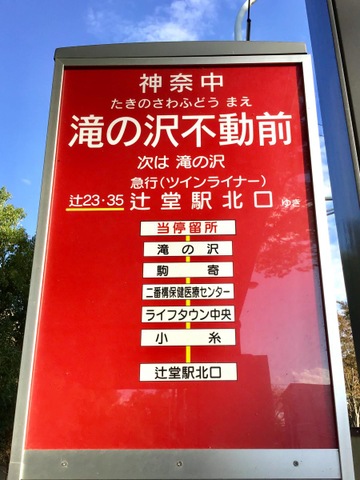 神奈中
たきのさわふどう まえ
滝の沢不動前
次は 滝の沢
急行(ツインライナー)
辻23・35 辻堂駅北口 ゆき
当停留所
滝の沢
駒寄
二番構保健医療センター
ライフタウン中央
小糸
辻堂駅北口